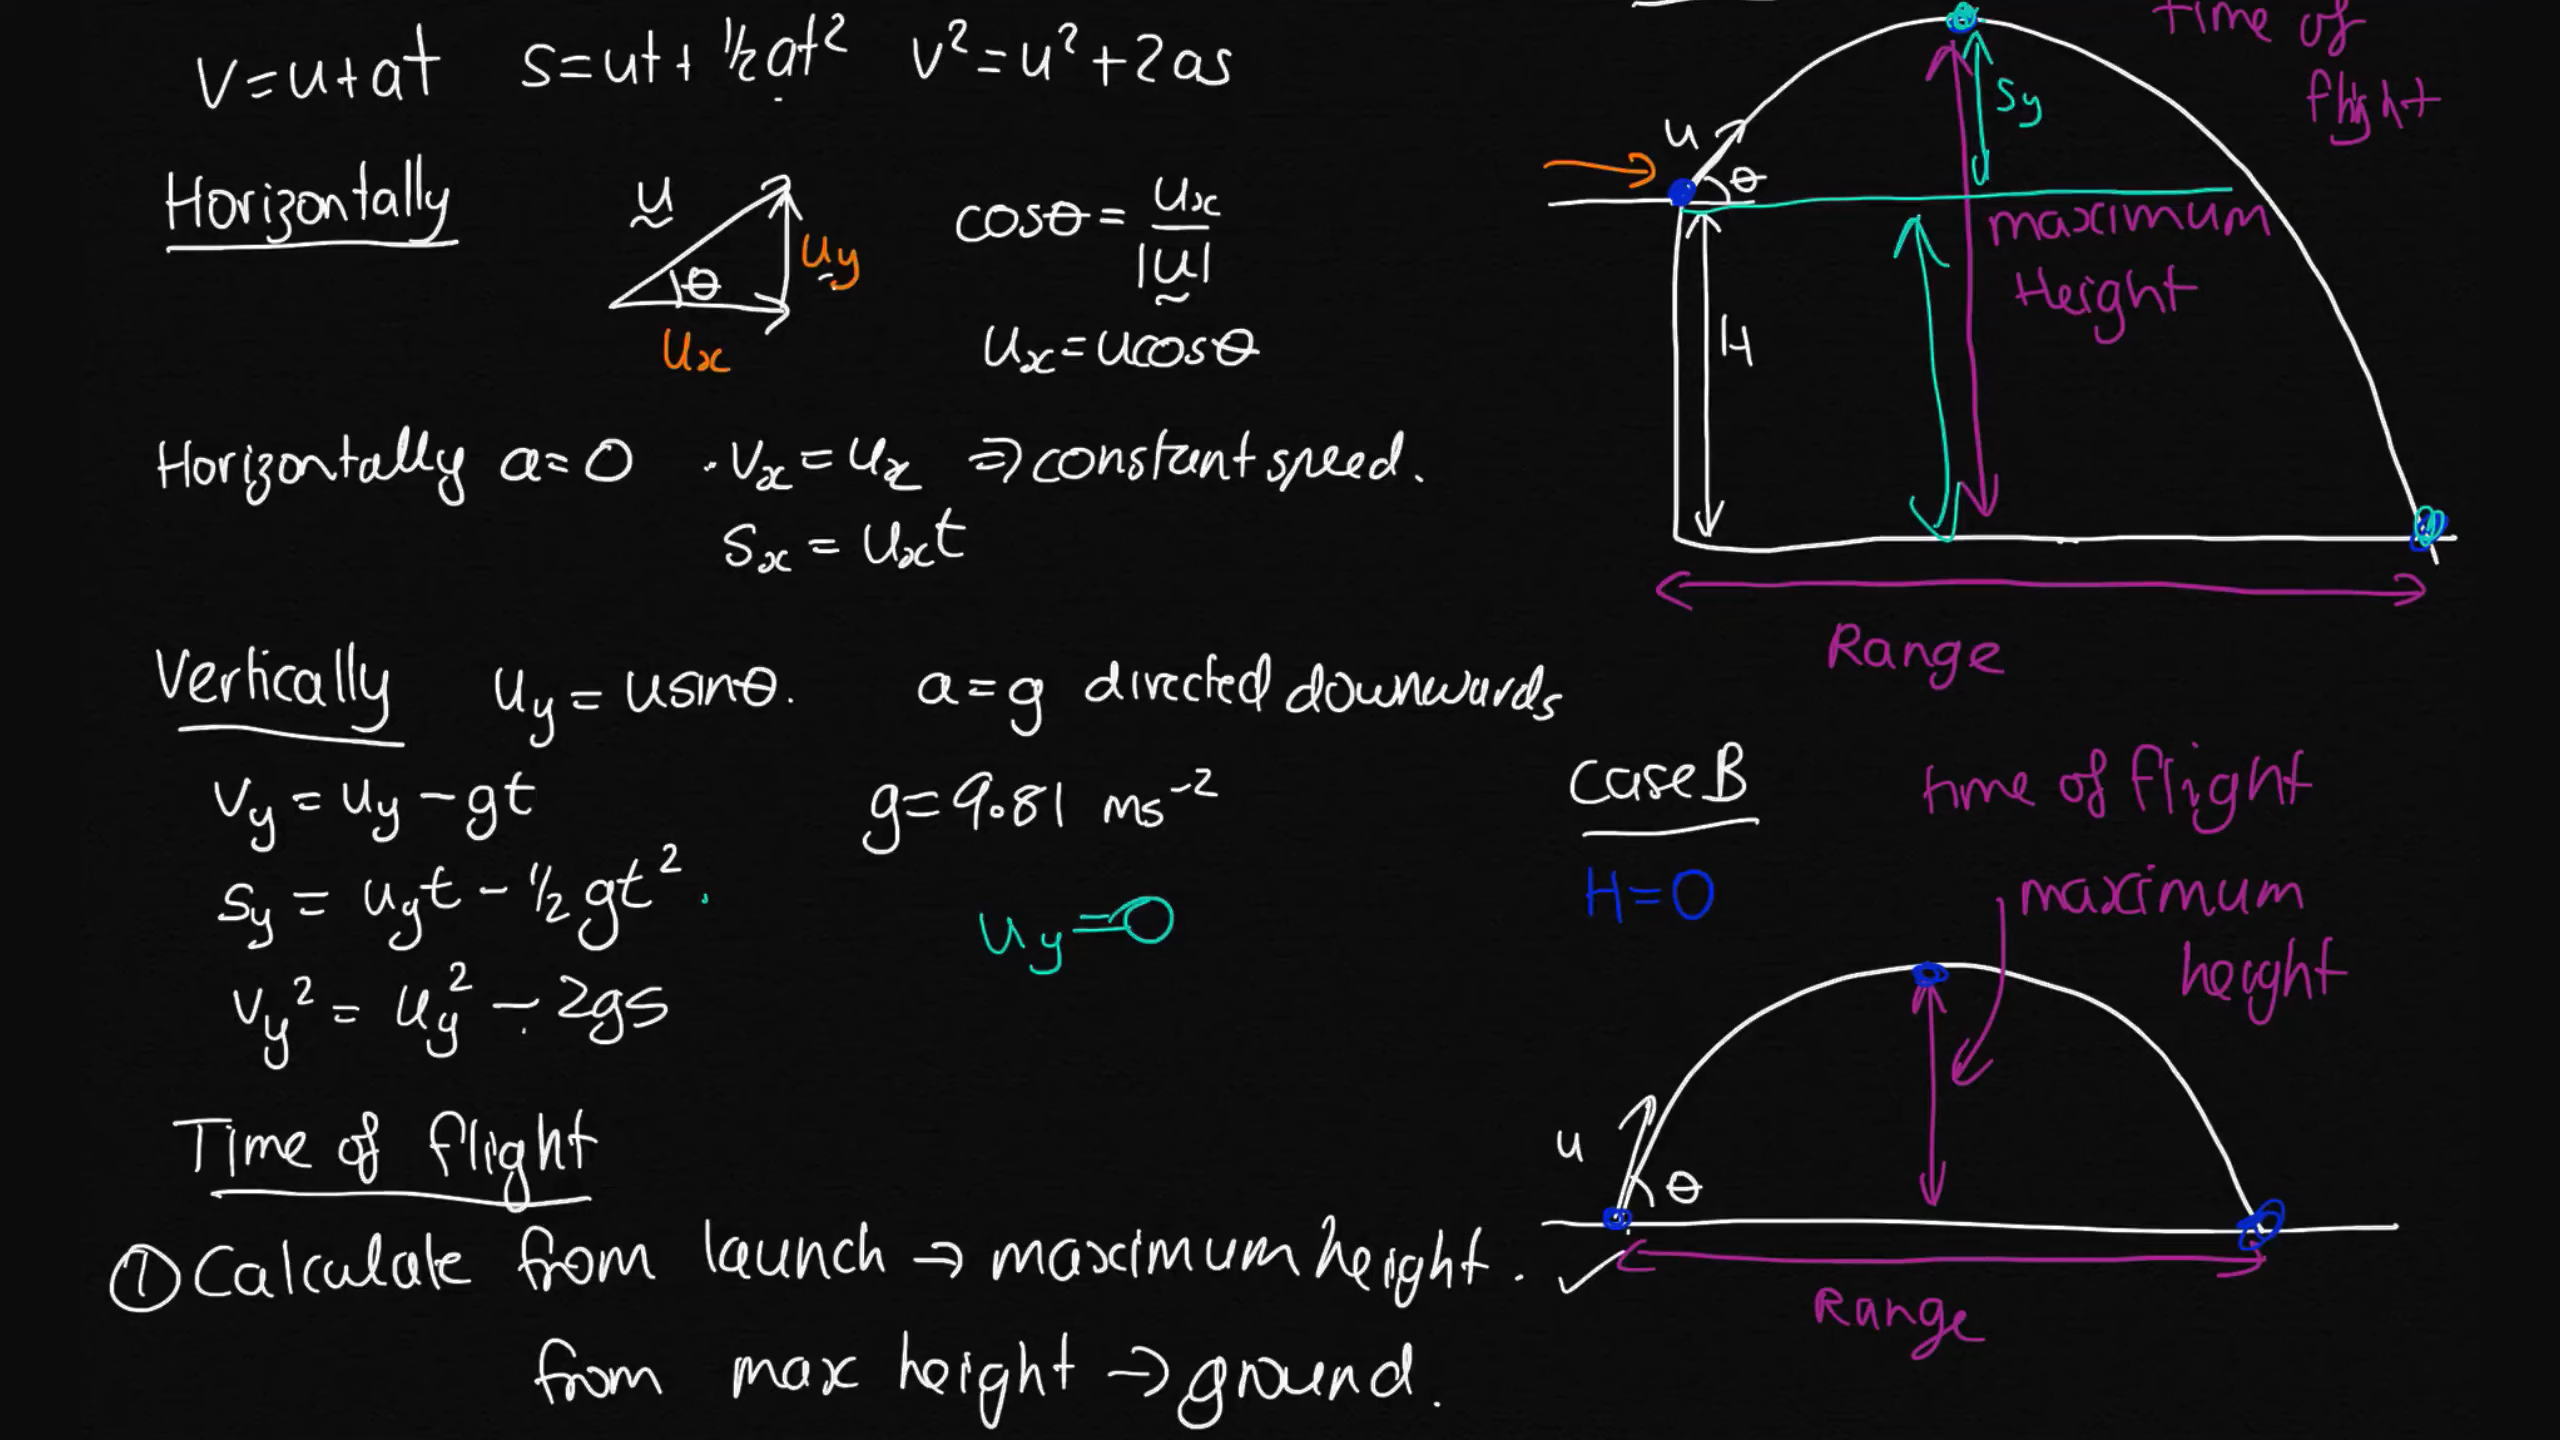 v=u+at s=ut+½at² v²=u²+2as
Horizontally
u
θ
uy
ux
cosθ = ux/|u|
ux=ucosθ
Horizontally a=0 .vx=ux ⇒constant speed.
sx = uxt
Vertically uy=usinθ. a=g directed downwards
vy=uy-gt g=9.81 ms⁻²
sy = uyt-½gt².
uy=0
vy²= uy²-2gs
Time of flight
① Calculate from launch → maximum height. ✓
from max height → ground.
time of
flight
sy
u
θ
maximum
Height
H
Range
Case B
time of flight
H=0
maximum
height
u
θ
Range